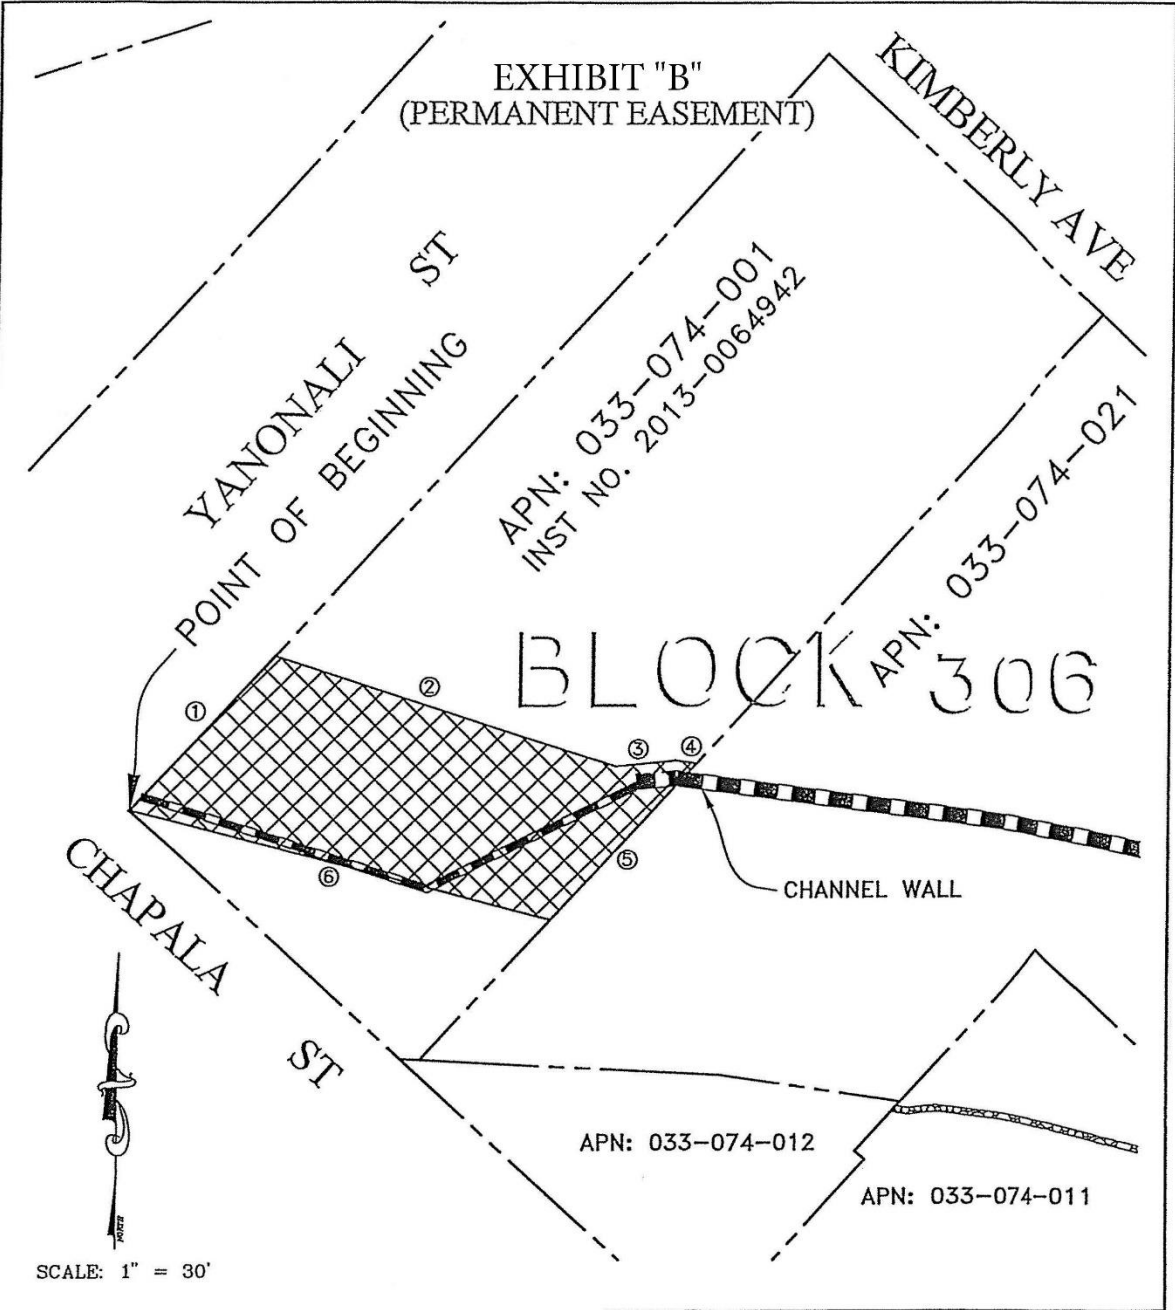 EXHIBIT "B"
(PERMANENT EASEMENT)
KIMBERLY AVE
YANONALI ST
POINT OF BEGINNING
APN: 033-074-001
INST NO. 2013-0064942
APN: 033-074-021
BLOCK 306
①
②
③
④
⑤
⑥
CHANNEL WALL
CHAPALA ST
APN: 033-074-012
APN: 033-074-011
NORTH
SCALE: 1" = 30'